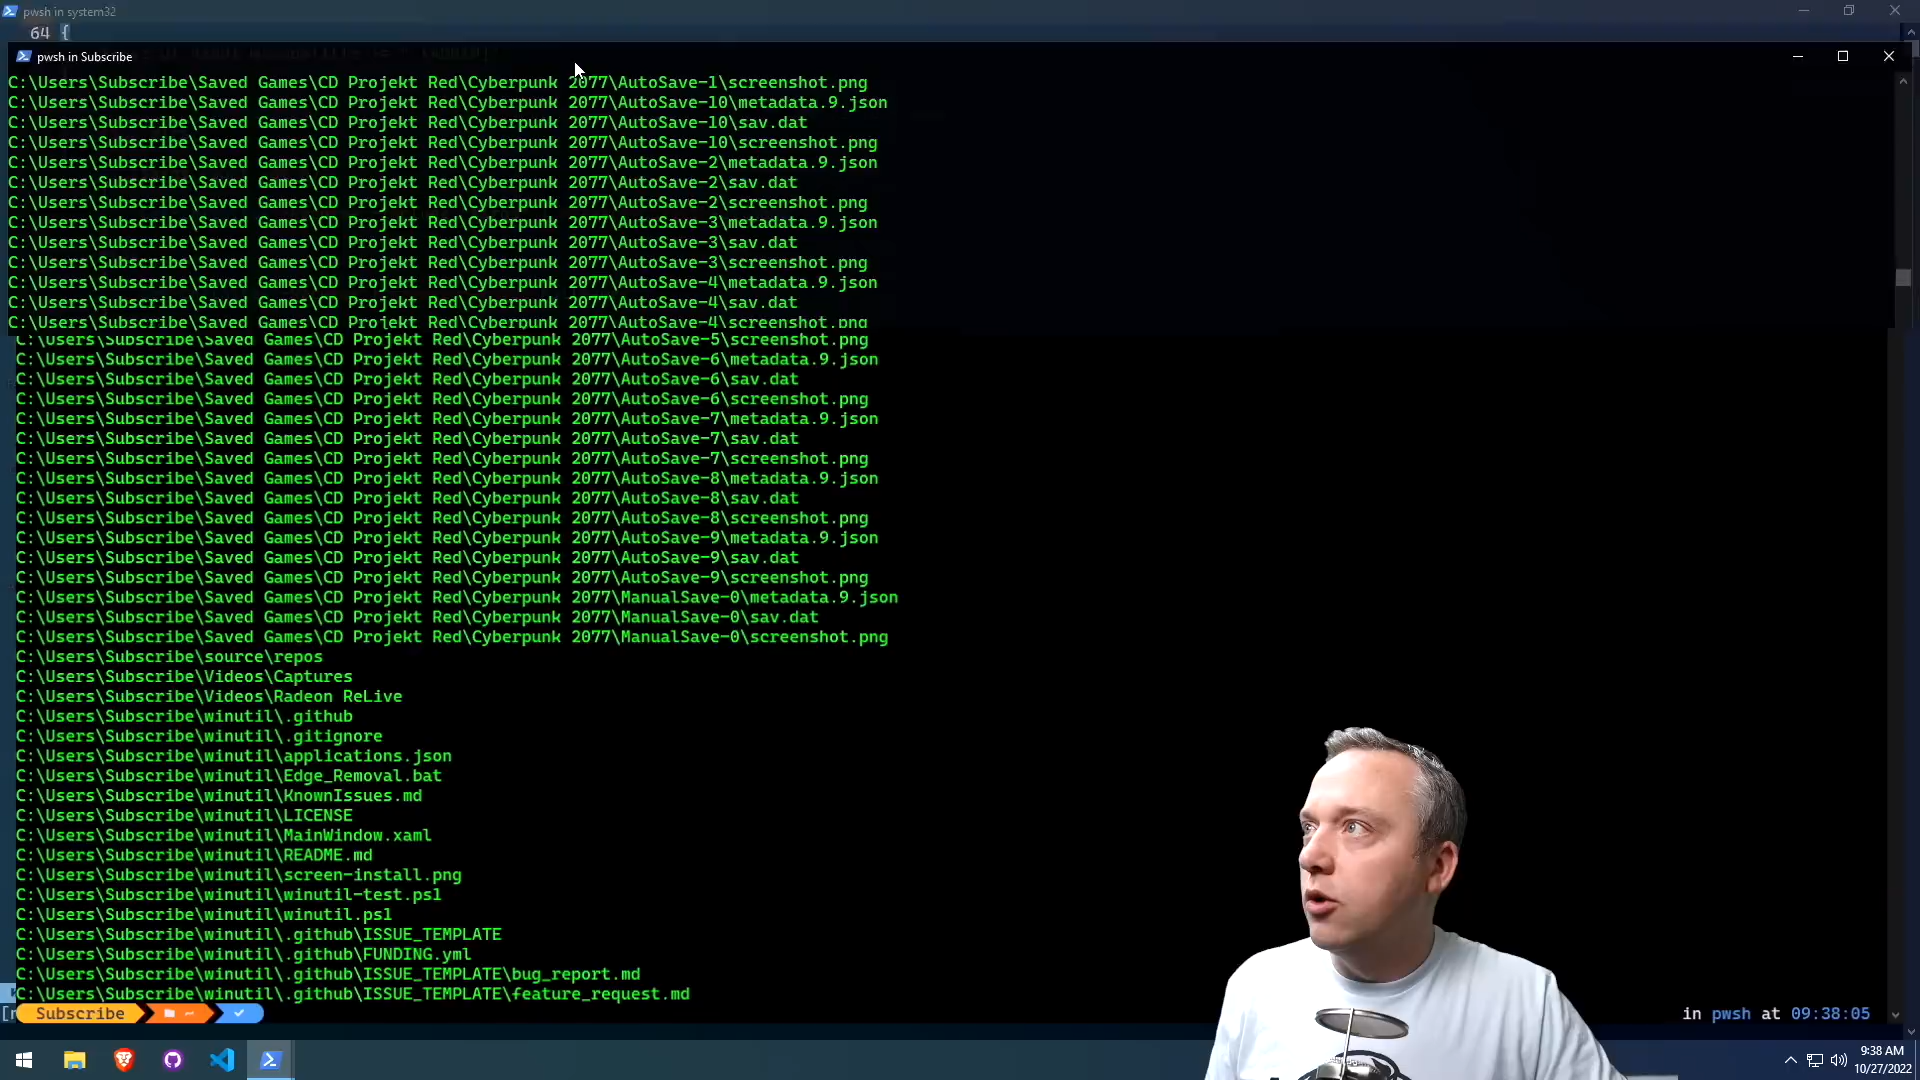 pwsh in system32
64 {
pwsh in Subscribe
C:\Users\Subscribe\Saved Games\CD Projekt Red\Cyberpunk 2077\AutoSave-1\screenshot.png
C:\Users\Subscribe\Saved Games\CD Projekt Red\Cyberpunk 2077\AutoSave-10\metadata.9.json
C:\Users\Subscribe\Saved Games\CD Projekt Red\Cyberpunk 2077\AutoSave-10\sav.dat
C:\Users\Subscribe\Saved Games\CD Projekt Red\Cyberpunk 2077\AutoSave-10\screenshot.png
C:\Users\Subscribe\Saved Games\CD Projekt Red\Cyberpunk 2077\AutoSave-2\metadata.9.json
C:\Users\Subscribe\Saved Games\CD Projekt Red\Cyberpunk 2077\AutoSave-2\sav.dat
C:\Users\Subscribe\Saved Games\CD Projekt Red\Cyberpunk 2077\AutoSave-2\screenshot.png
C:\Users\Subscribe\Saved Games\CD Projekt Red\Cyberpunk 2077\AutoSave-3\metadata.9.json
C:\Users\Subscribe\Saved Games\CD Projekt Red\Cyberpunk 2077\AutoSave-3\sav.dat
C:\Users\Subscribe\Saved Games\CD Projekt Red\Cyberpunk 2077\AutoSave-3\screenshot.png
C:\Users\Subscribe\Saved Games\CD Projekt Red\Cyberpunk 2077\AutoSave-4\metadata.9.json
C:\Users\Subscribe\Saved Games\CD Projekt Red\Cyberpunk 2077\AutoSave-4\sav.dat
C:\Users\Subscribe\Saved Games\CD Projekt Red\Cyberpunk 2077\AutoSave-4\screenshot.png
C:\Users\Subscribe\Saved Games\CD Projekt Red\Cyberpunk 2077\AutoSave-5\screenshot.png
C:\Users\Subscribe\Saved Games\CD Projekt Red\Cyberpunk 2077\AutoSave-6\metadata.9.json
C:\Users\Subscribe\Saved Games\CD Projekt Red\Cyberpunk 2077\AutoSave-6\sav.dat
C:\Users\Subscribe\Saved Games\CD Projekt Red\Cyberpunk 2077\AutoSave-6\screenshot.png
C:\Users\Subscribe\Saved Games\CD Projekt Red\Cyberpunk 2077\AutoSave-7\metadata.9.json
C:\Users\Subscribe\Saved Games\CD Projekt Red\Cyberpunk 2077\AutoSave-7\sav.dat
C:\Users\Subscribe\Saved Games\CD Projekt Red\Cyberpunk 2077\AutoSave-7\screenshot.png
C:\Users\Subscribe\Saved Games\CD Projekt Red\Cyberpunk 2077\AutoSave-8\metadata.9.json
C:\Users\Subscribe\Saved Games\CD Projekt Red\Cyberpunk 2077\AutoSave-8\sav.dat
C:\Users\Subscribe\Saved Games\CD Projekt Red\Cyberpunk 2077\AutoSave-8\screenshot.png
C:\Users\Subscribe\Saved Games\CD Projekt Red\Cyberpunk 2077\AutoSave-9\metadata.9.json
C:\Users\Subscribe\Saved Games\CD Projekt Red\Cyberpunk 2077\AutoSave-9\sav.dat
C:\Users\Subscribe\Saved Games\CD Projekt Red\Cyberpunk 2077\AutoSave-9\screenshot.png
C:\Users\Subscribe\Saved Games\CD Projekt Red\Cyberpunk 2077\ManualSave-0\metadata.9.json
C:\Users\Subscribe\Saved Games\CD Projekt Red\Cyberpunk 2077\ManualSave-0\sav.dat
C:\Users\Subscribe\Saved Games\CD Projekt Red\Cyberpunk 2077\ManualSave-0\screenshot.png
C:\Users\Subscribe\source\repos
C:\Users\Subscribe\Videos\Captures
C:\Users\Subscribe\Videos\Radeon ReLive
C:\Users\Subscribe\winutil\.github
C:\Users\Subscribe\winutil\.gitignore
C:\Users\Subscribe\winutil\applications.json
C:\Users\Subscribe\winutil\Edge_Removal.bat
C:\Users\Subscribe\winutil\KnownIssues.md
C:\Users\Subscribe\winutil\LICENSE
C:\Users\Subscribe\winutil\MainWindow.xaml
C:\Users\Subscribe\winutil\README.md
C:\Users\Subscribe\winutil\screen-install.png
C:\Users\Subscribe\winutil\winutil-test.ps1
C:\Users\Subscribe\winutil\winutil.ps1
C:\Users\Subscribe\winutil\.github\ISSUE_TEMPLATE
C:\Users\Subscribe\winutil\.github\FUNDING.yml
C:\Users\Subscribe\winutil\.github\ISSUE_TEMPLATE\bug_report.md
C:\Users\Subscribe\winutil\.github\ISSUE_TEMPLATE\feature_request.md
Subscribe ~ in pwsh at 09:38:05
9:38 AM
10/27/2022